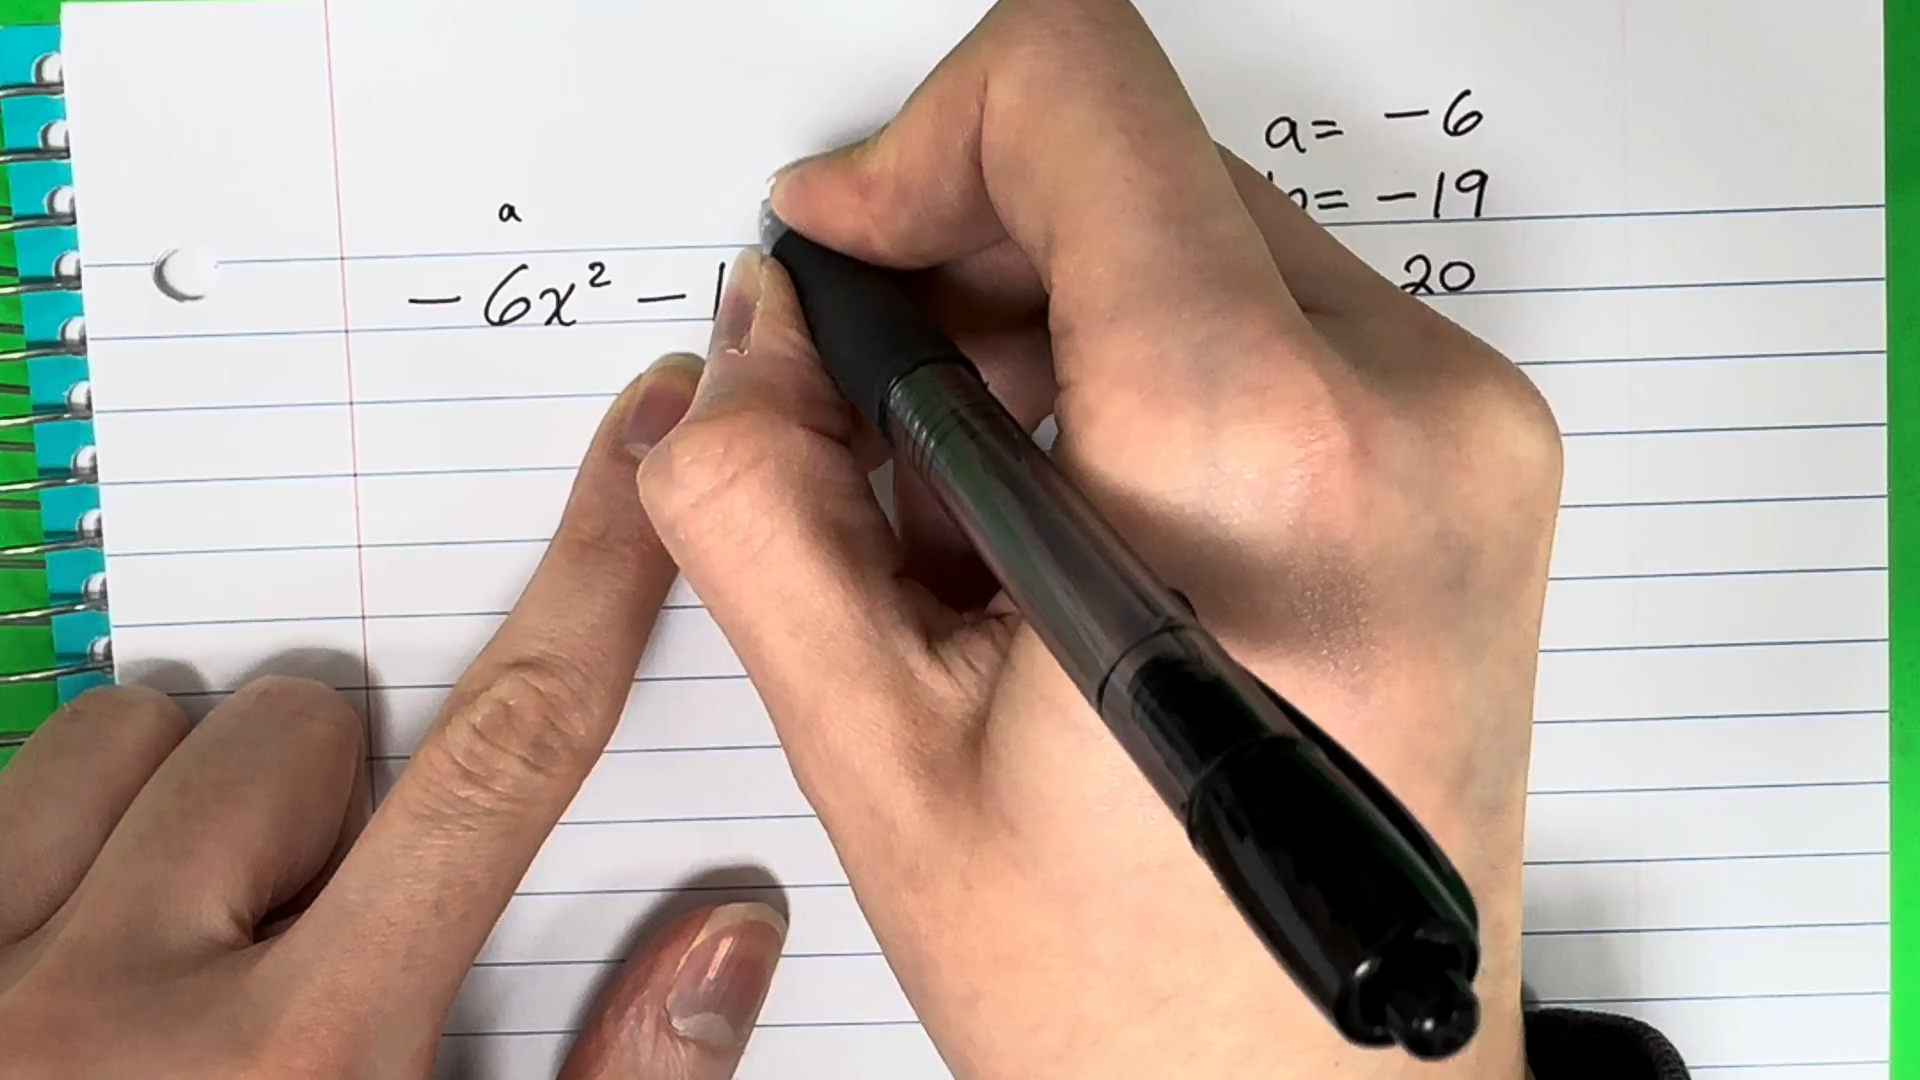 a= -6
= -19
20
a
- 6x² - 1